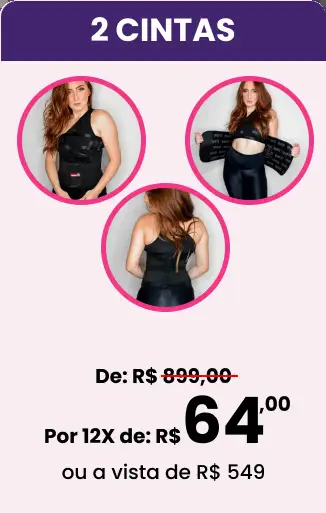 2 CINTAS
De: R$ 899,00
Por 12X de: R$ 64,00
ou a vista de R$ 549